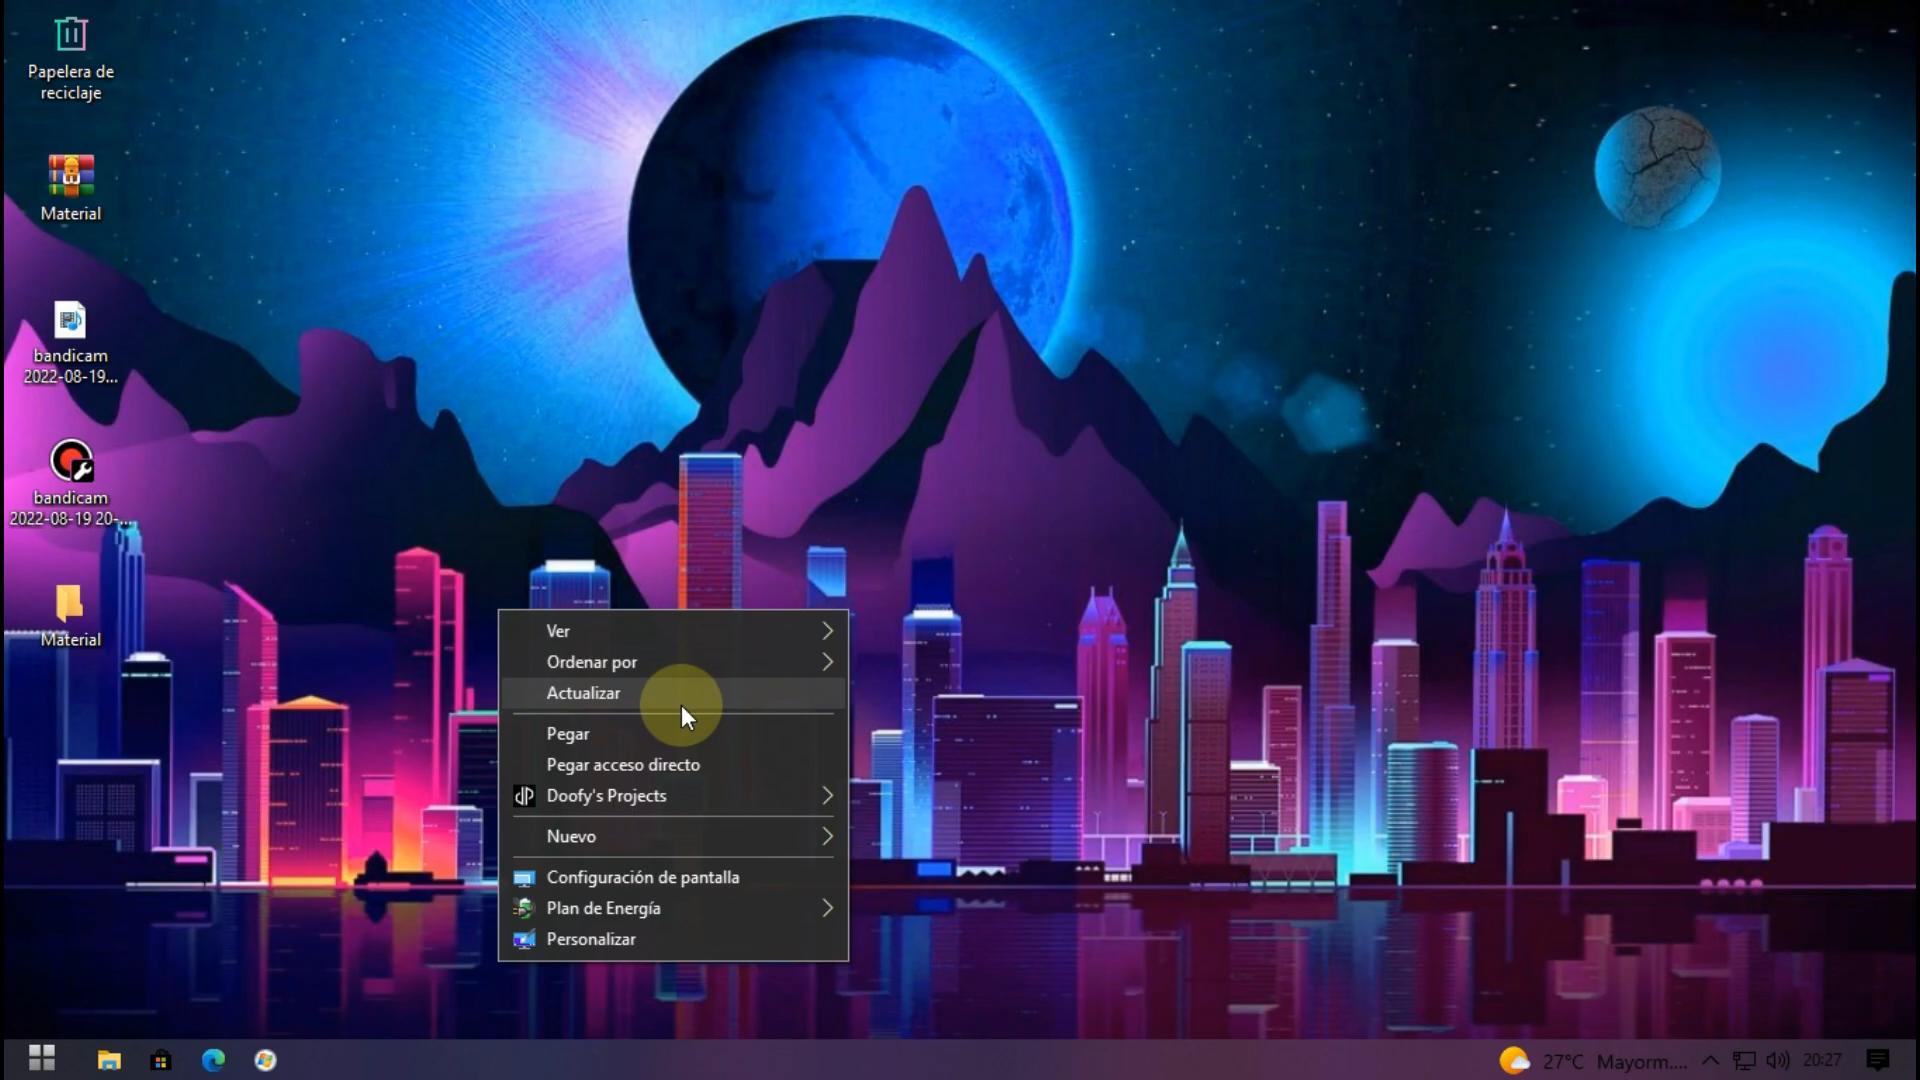 Papelera de
reciclaje
Material
bandicam
2022-08-19...
bandicam
2022-08-19 20-...
Material
Ver
Ordenar por
Actualizar
Pegar
Pegar acceso directo
Doofy's Projects
Nuevo
Configuración de pantalla
Plan de Energía
Personalizar
27°C Mayorm.... 20:27